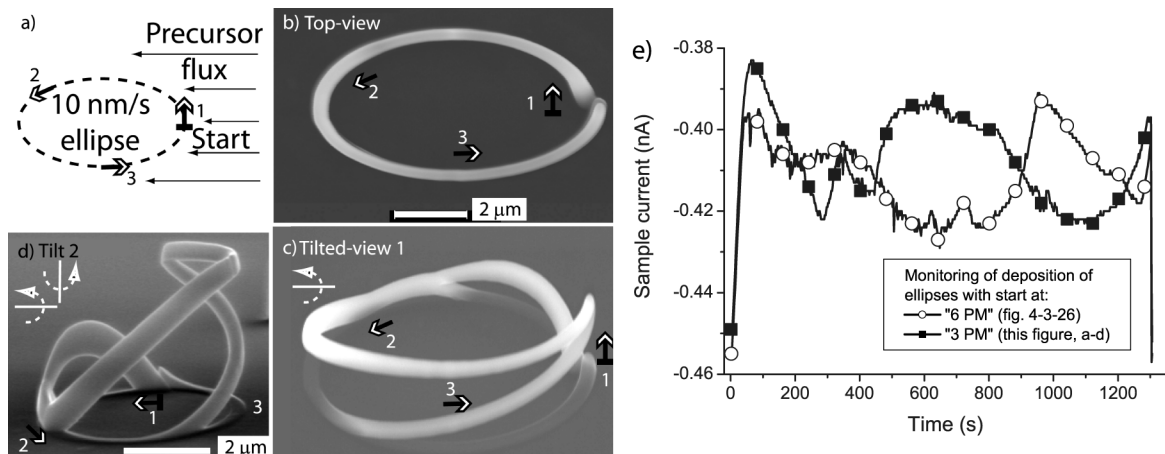 a)
Precursor
flux
2
10 nm/s
1
ellipse
Start
3
b) Top-view
2
1
3
2 µm
d) Tilt 2
1
3
2
2 µm
c) Tilted-view 1
2
3
1
e)
Sample current (nA)
-0.38
-0.40
-0.42
-0.44
-0.46
Monitoring of deposition of
ellipses with start at:
"6 PM" (fig. 4-3-26)
"3 PM" (this figure, a-d)
0 200 400 600 800 1000 1200
Time (s)